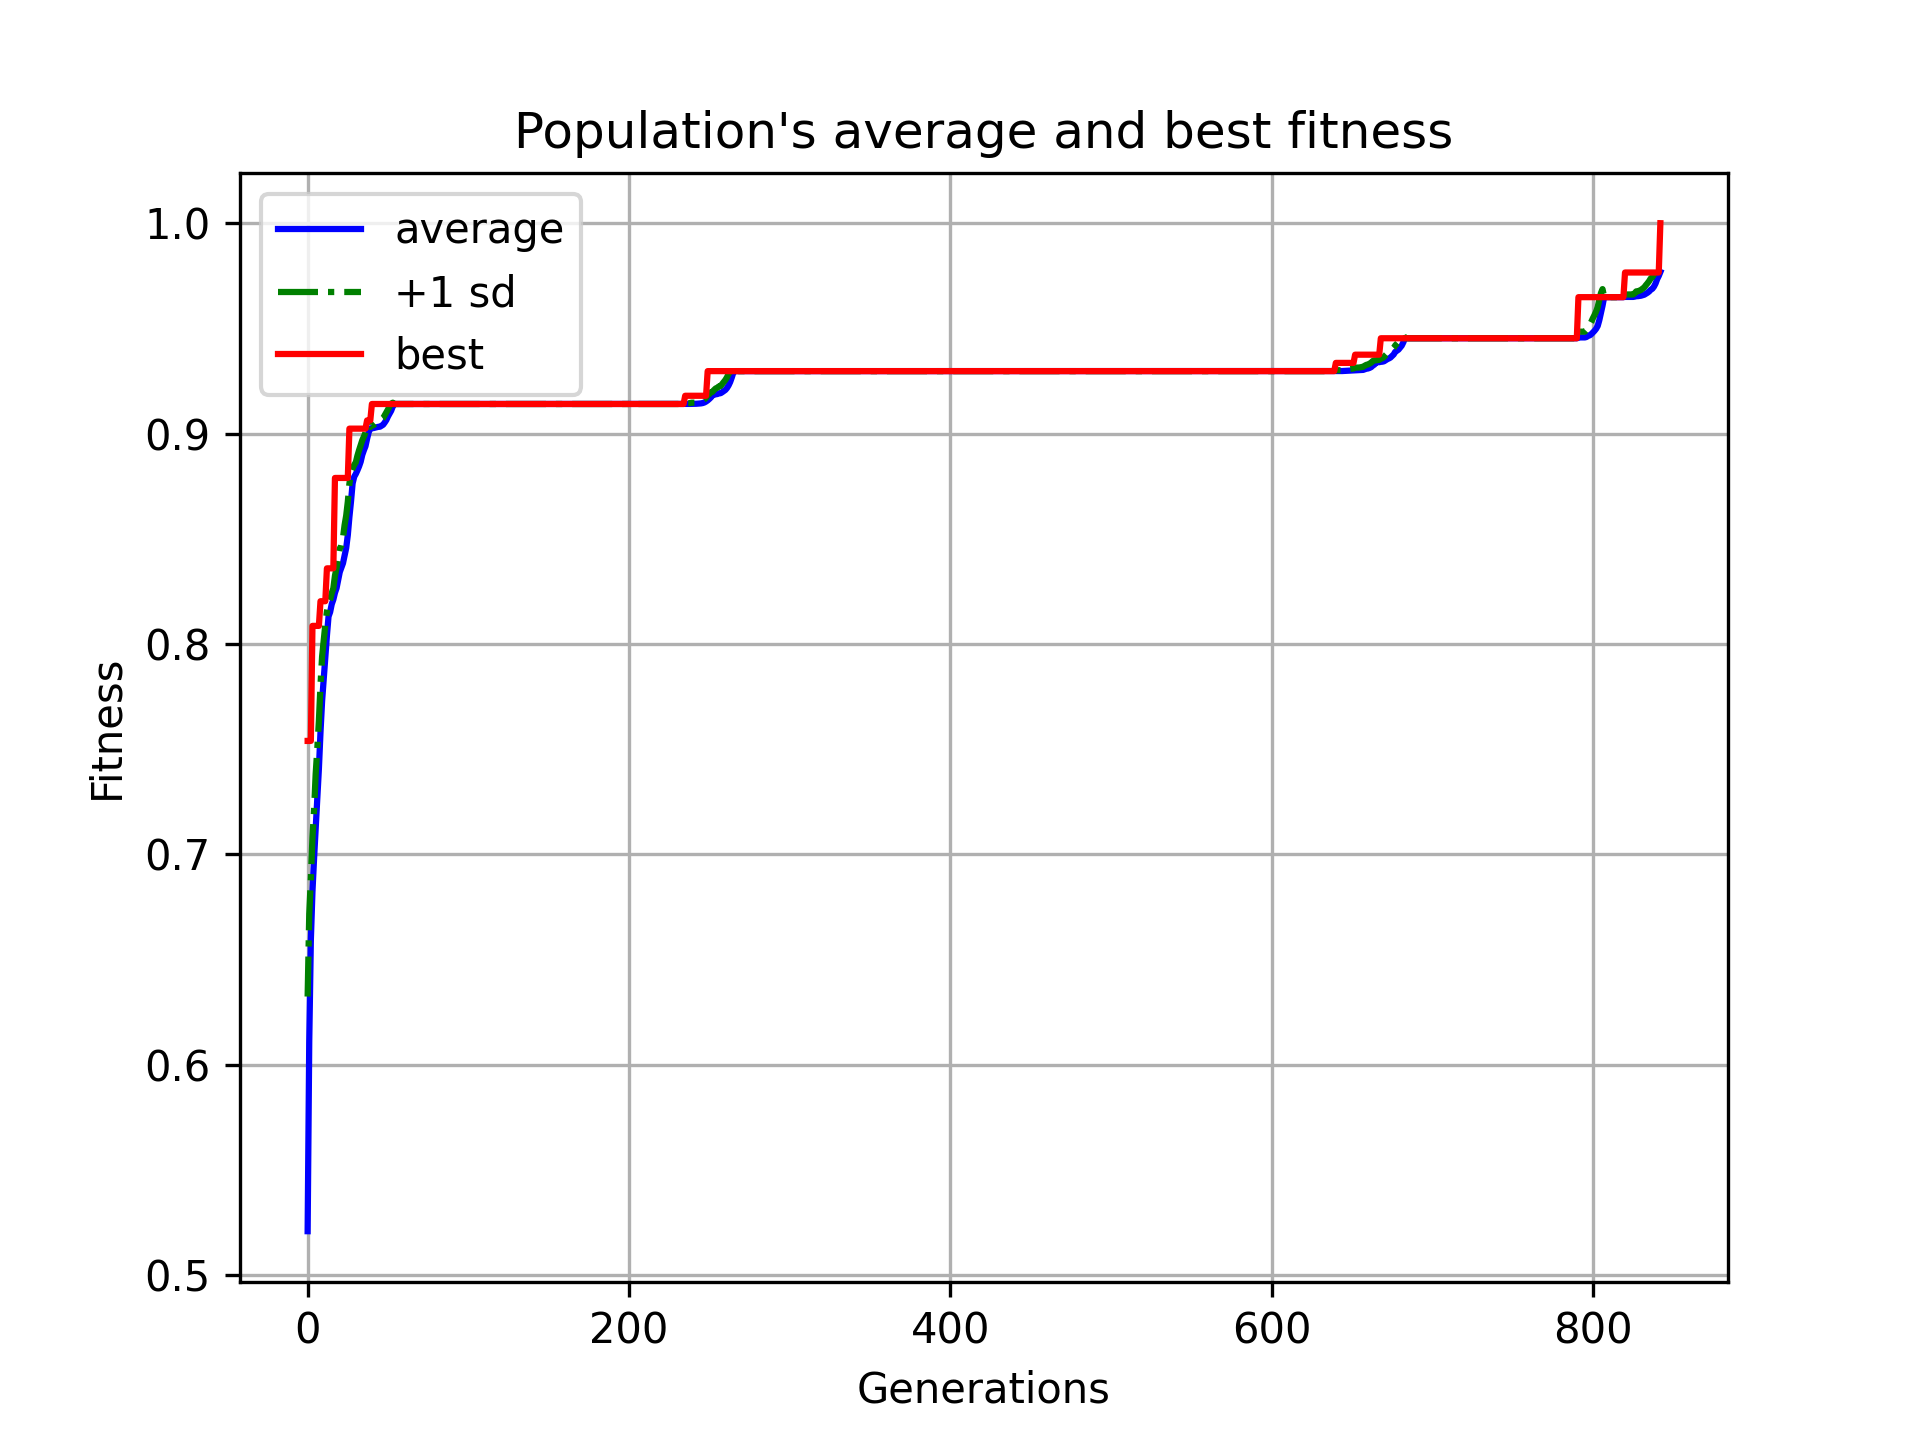 Population's average and best fitness
average
+1 sd
best
1.0
0.9
0.8
0.7
0.6
0.5
Fitness
0 200 400 600 800
Generations